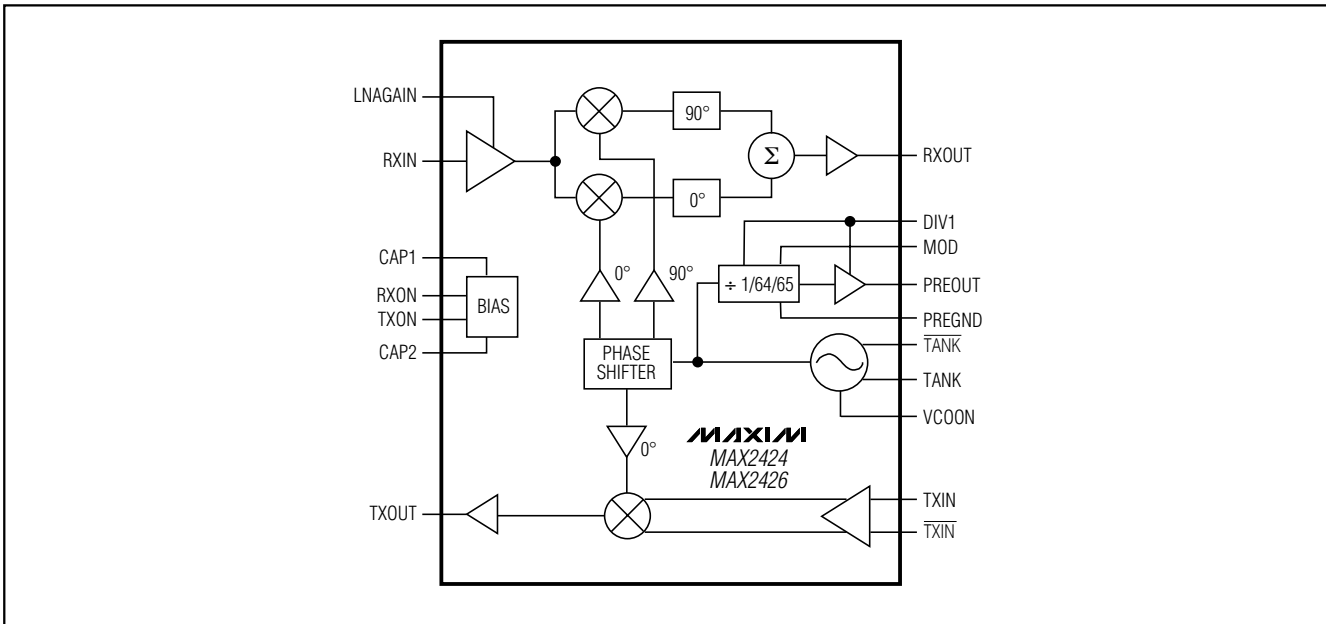 LNAGAIN
RXIN
90°
Σ
RXOUT
0°
DIV1
MOD
CAP1
0°
90°
÷ 1/64/65
PREOUT
RXON
BIAS
TXON
PREGND
CAP2
PHASE
SHIFTER
TANK
TANK
VCOON
0°
MAXIM
MAX2424
MAX2426
TXOUT
TXIN
TXIN